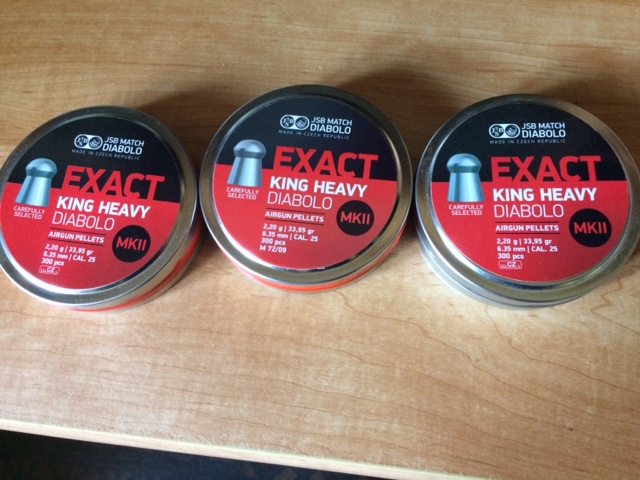 JSB MATCH
DIABOLO
MADE IN CZECH REPUBLIC
EXACT
KING HEAVY
DIABOLO
CAREFULLY
SELECTED
AIRGUN PELLETS
MKII
2,20 g | 33,95 gr
6.35 mm | CAL. 25
300 pcs
JSB MATCH
DIABOLO
MADE IN CZECH REPUBLIC
EXACT
KING HEAVY
DIABOLO
CAREFULLY
SELECTED
AIRGUN PELLETS
MKII
2,20 g | 33,95 gr
6.35 mm | CAL. 25
300 pcs
M 72/09
JSB MATCH
DIABOLO
MADE IN CZECH REPUBLIC
EXACT
KING HEAVY
DIABOLO
CAREFULLY
SELECTED
AIRGUN PELLETS
MKII
2,20 g | 33,95 gr
6.35 mm | CAL. 25
300 pcs
CZ